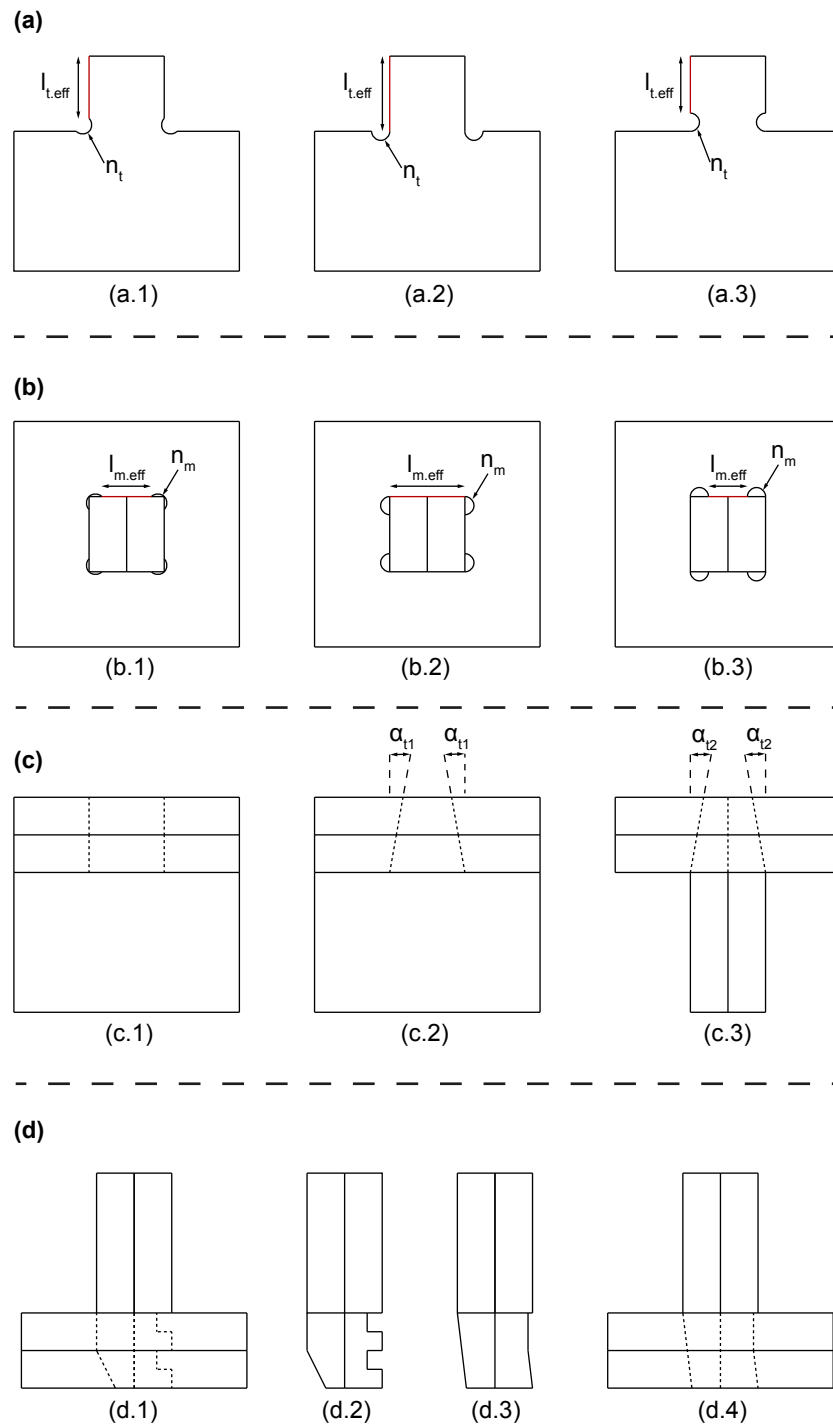 (a)
l_t.eff l_t.eff l_t.eff
n_t n_t n_t
(a.1) (a.2) (a.3)
(b)
l_m.eff n_m l_m.eff n_m l_m.eff n_m
(b.1) (b.2) (b.3)
α_t1 α_t1 α_t2 α_t2
(c)
(c.1) (c.2) (c.3)
(d)
(d.1) (d.2) (d.3) (d.4)